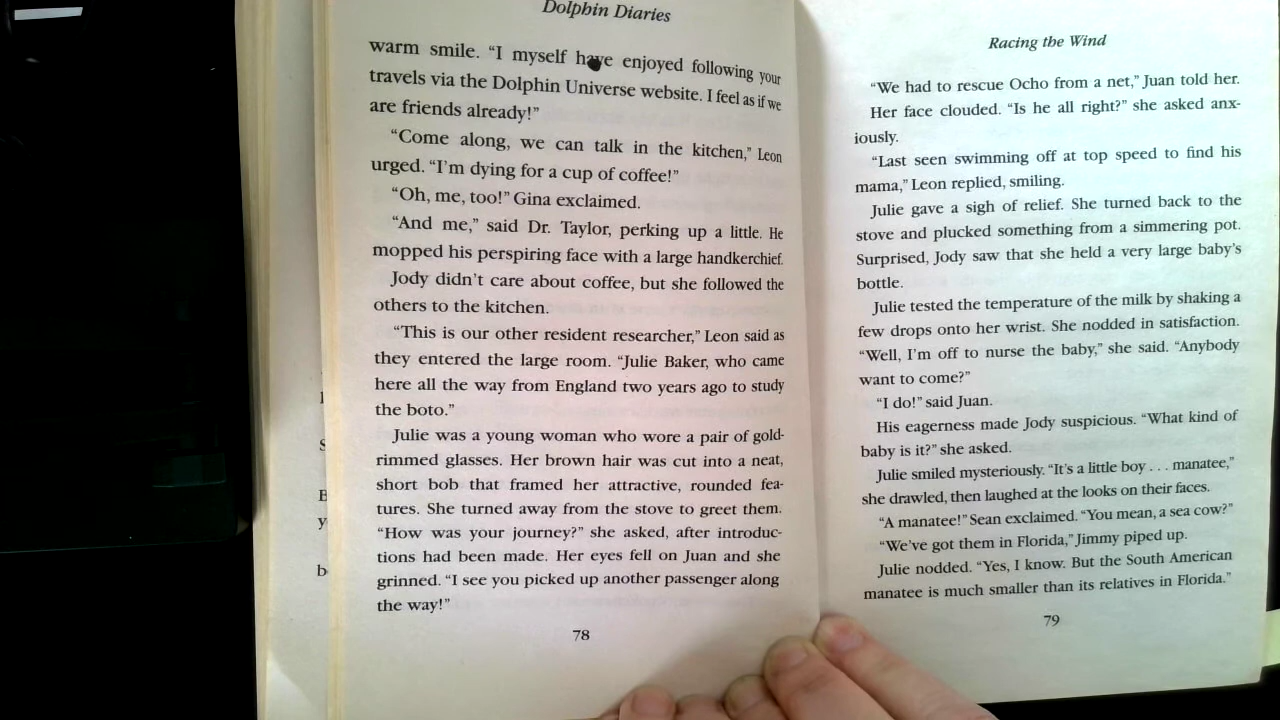 Dolphin Diaries
warm smile. “I myself have enjoyed following your
travels via the Dolphin Universe website. I feel as if we
are friends already!”
“Come along, we can talk in the kitchen,” Leon
urged. “I’m dying for a cup of coffee!”
“Oh, me, too!” Gina exclaimed.
“And me,” said Dr. Taylor, perking up a little. He
mopped his perspiring face with a large handkerchief.
Jody didn’t care about coffee, but she followed the
others to the kitchen.
“This is our other resident researcher,” Leon said as
they entered the large room. “Julie Baker, who came
here all the way from England two years ago to study
the boto.”
Julie was a young woman who wore a pair of gold-
rimmed glasses. Her brown hair was cut into a neat,
short bob that framed her attractive, rounded fea-
tures. She turned away from the stove to greet them.
“How was your journey?” she asked, after introduc-
tions had been made. Her eyes fell on Juan and she
grinned. “I see you picked up another passenger along
the way!”
78
Racing the Wind
“We had to rescue Ocho from a net,” Juan told her.
Her face clouded. “Is he all right?” she asked anx-
iously.
“Last seen swimming off at top speed to find his
mama,” Leon replied, smiling.
Julie gave a sigh of relief. She turned back to the
stove and plucked something from a simmering pot.
Surprised, Jody saw that she held a very large baby’s
bottle.
Julie tested the temperature of the milk by shaking a
few drops onto her wrist. She nodded in satisfaction.
“Well, I’m off to nurse the baby,” she said. “Anybody
want to come?”
“I do!” said Juan.
His eagerness made Jody suspicious. “What kind of
baby is it?” she asked.
Julie smiled mysteriously. “It’s a little boy . . . manatee,”
she drawled, then laughed at the looks on their faces.
“A manatee!” Sean exclaimed. “You mean, a sea cow?”
“We’ve got them in Florida,” Jimmy piped up.
Julie nodded. “Yes, I know. But the South American
manatee is much smaller than its relatives in Florida.”
79